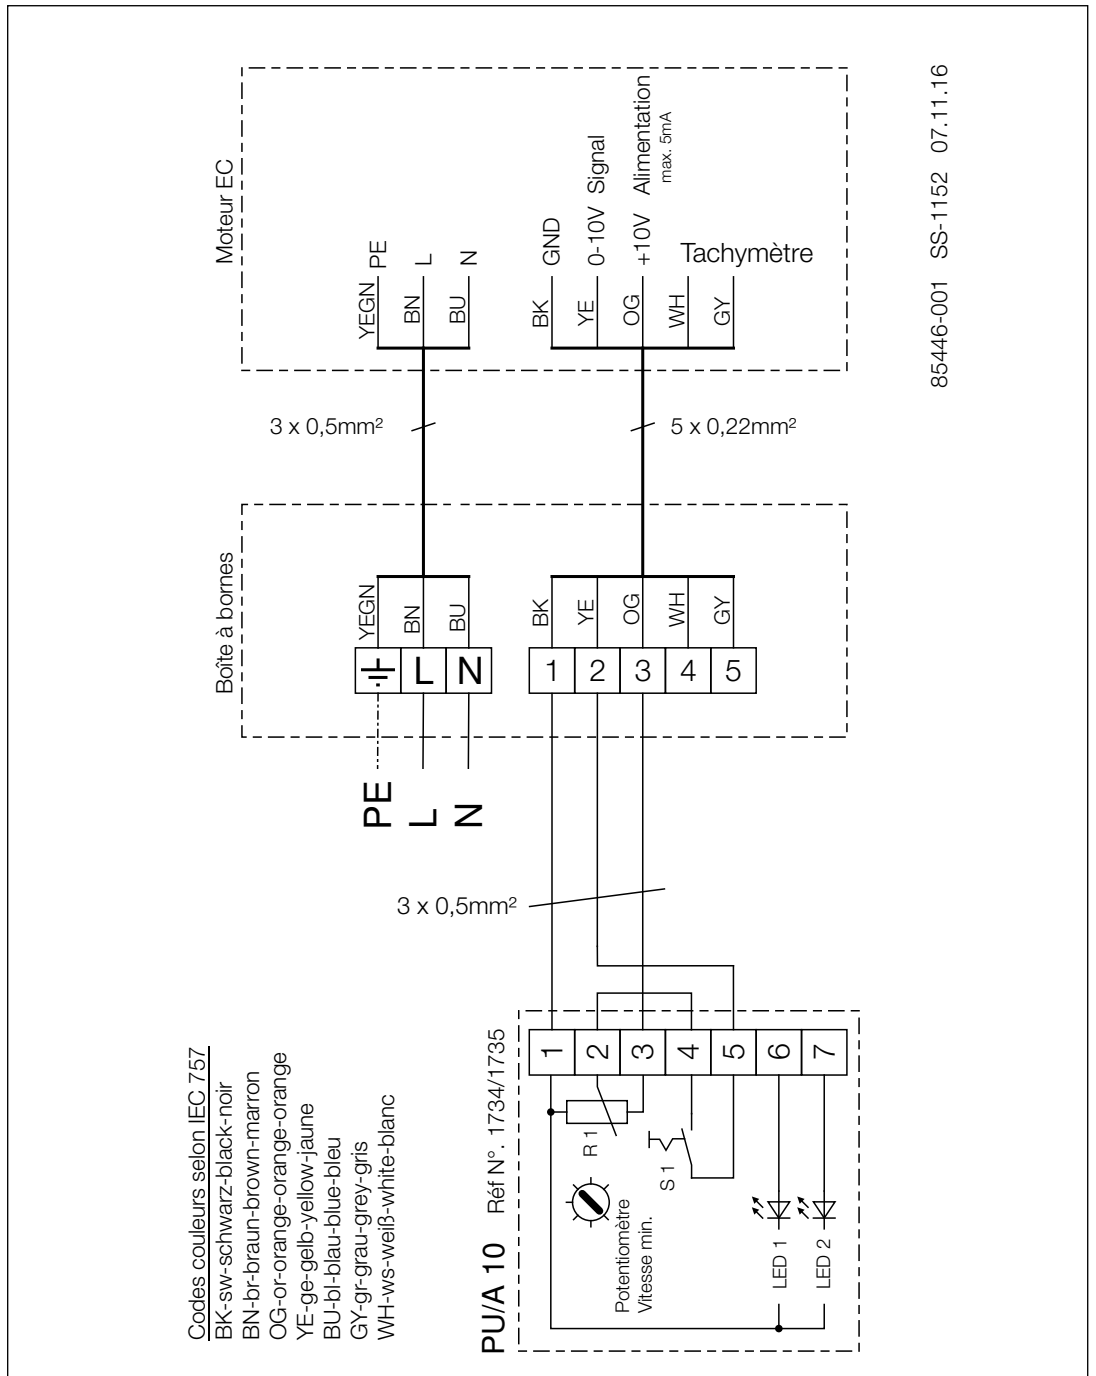 Moteur EC
YEGN
PE
BN
L
BU
N
BK
GND
YE
0-10V Signal
OG
+10V Alimentation
max. 5mA
WH
GY
Tachymètre
85446-001 SS-1152 07.11.16
3 x 0,5mm²
5 x 0,22mm²
Boîte à bornes
YEGN
BN
BU
BK
YE
OG
WH
GY
L
N
1
2
3
4
5
PE
L
N
3 x 0,5mm²
PU/A 10 Réf N°. 1734/1735
1
2
3
4
5
6
7
R 1
S 1
Potentiomètre
Vitesse min.
LED 1
LED 2
Codes couleurs selon IEC 757
BK-sw-schwarz-black-noir
BN-br-braun-brown-marron
OG-or-orange-orange-orange
YE-ge-gelb-yellow-jaune
BU-bl-blau-blue-bleu
GY-gr-grau-grey-gris
WH-ws-weiß-white-blanc